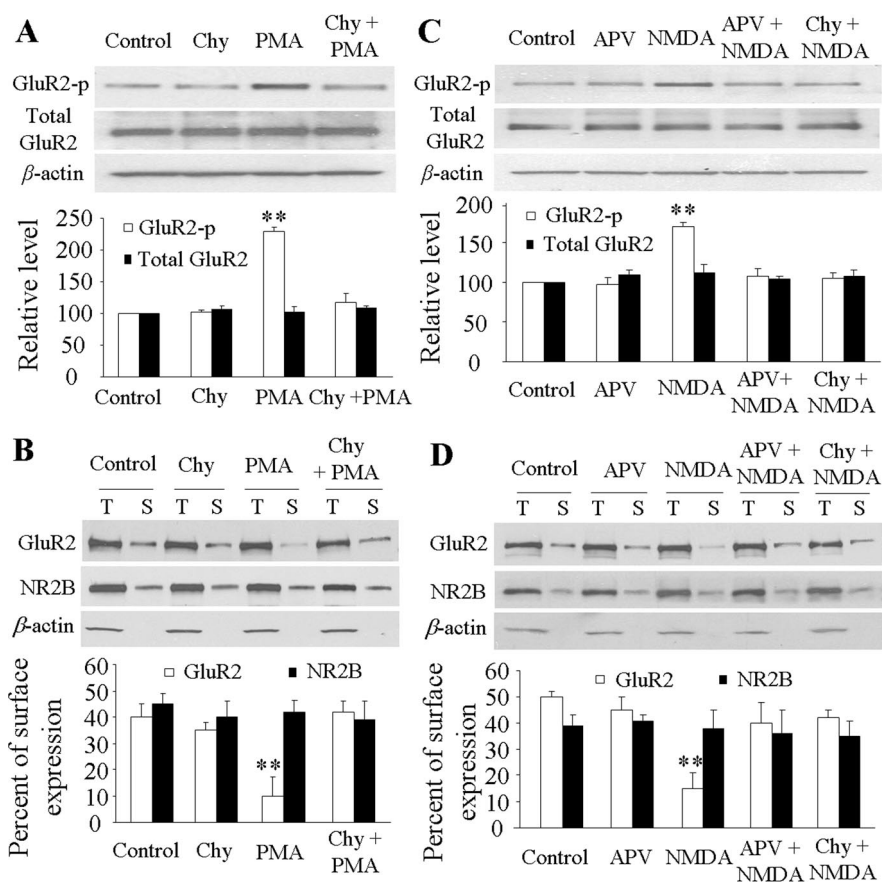 A
Control Chy PMA Chy + PMA
GluR2-p
Total GluR2
β-actin
**
250
200
150
100
50
0
Relative level
GluR2-p
Total GluR2
Control Chy PMA Chy +PMA
B
Control Chy PMA Chy + PMA
T S T S T S T S
GluR2
NR2B
β-actin
60
50
40
30
20
10
0
Percent of surface expression
GluR2 NR2B
**
Control Chy PMA Chy + PMA
C
Control APV NMDA APV + NMDA Chy + NMDA
GluR2-p
Total GluR2
β-actin
**
200
150
100
50
0
Relative level
GluR2-p
Total GluR2
Control APV NMDA APV+ NMDA Chy + NMDA
D
Control APV NMDA APV + NMDA Chy + NMDA
T S T S T S T S T S
GluR2
NR2B
β-actin
60
50
40
30
20
10
0
Percent of surface expression
GluR2 NR2B
**
Control APV NMDA APV + NMDA Chy + NMDA